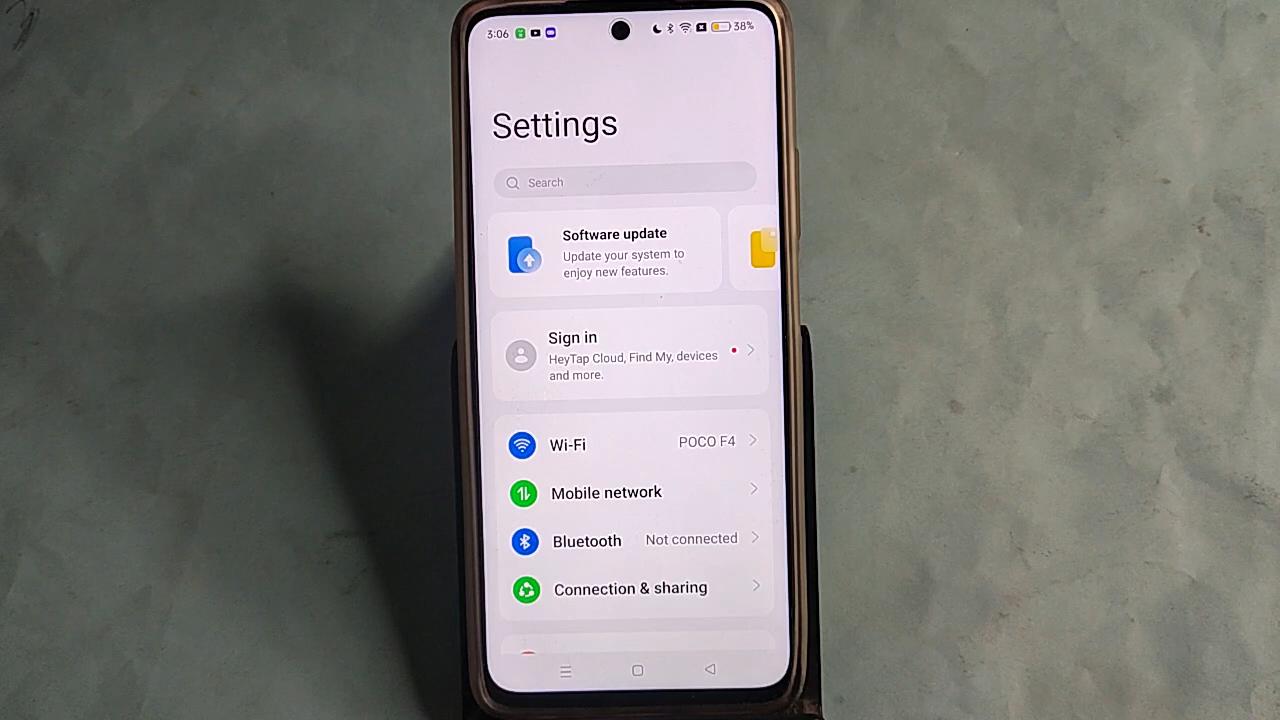 3:06 38%
Settings
Search
Software update
Update your system to
enjoy new features.
Sign in
HeyTap Cloud, Find My, devices
and more.
Wi-Fi POCO F4
Mobile network
Bluetooth Not connected
Connection & sharing